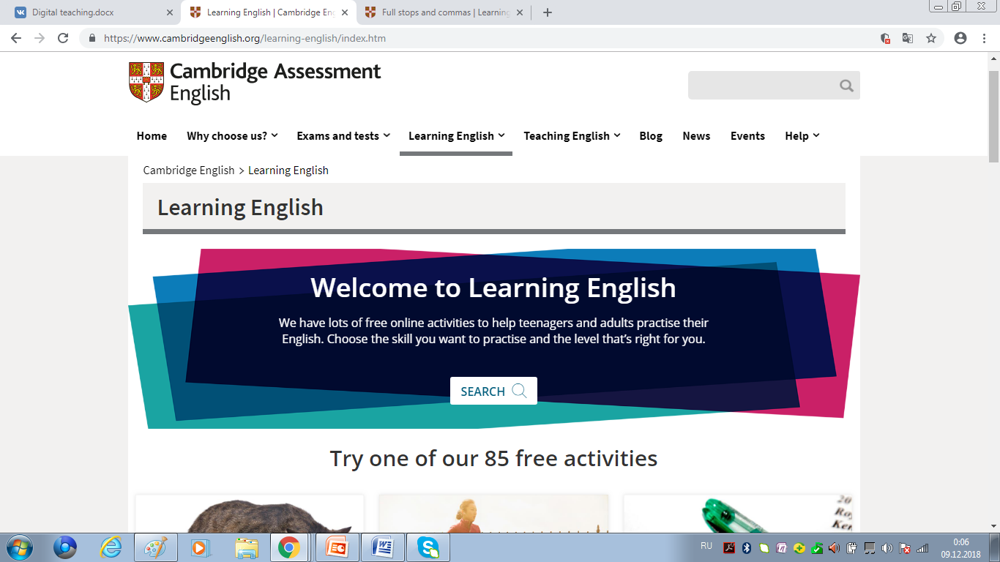 Digital teaching.docx
Learning English | Cambridge Eng
Full stops and commas | Learning
https://www.cambridgeenglish.org/learning-english/index.htm
Cambridge Assessment
English
Home Why choose us? Exams and tests Learning English Teaching English Blog News Events Help
Cambridge English > Learning English
Learning English
Welcome to Learning English
We have lots of free online activities to help teenagers and adults practise their
English. Choose the skill you want to practise and the level that's right for you.
SEARCH
Try one of our 85 free activities
20
Ro
Ker
RU
0:06
09.12.2018